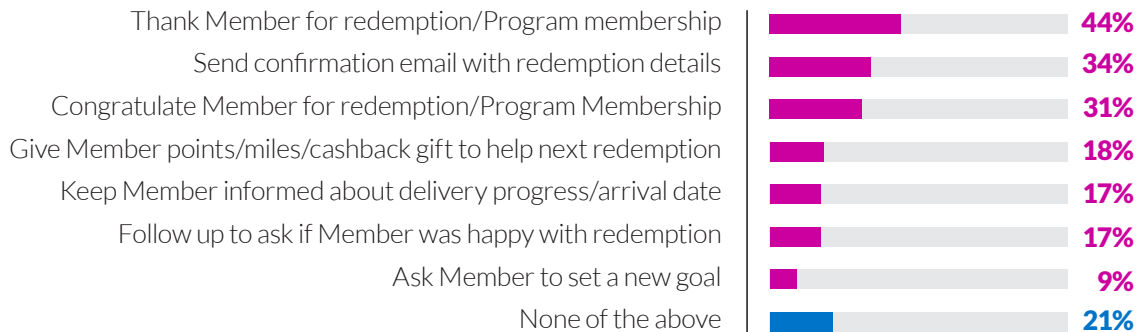 Thank Member for redemption/Program membership 44%
Send confirmation email with redemption details 34%
Congratulate Member for redemption/Program Membership 31%
Give Member points/miles/cashback gift to help next redemption 18%
Keep Member informed about delivery progress/arrival date 17%
Follow up to ask if Member was happy with redemption 17%
Ask Member to set a new goal 9%
None of the above 21%